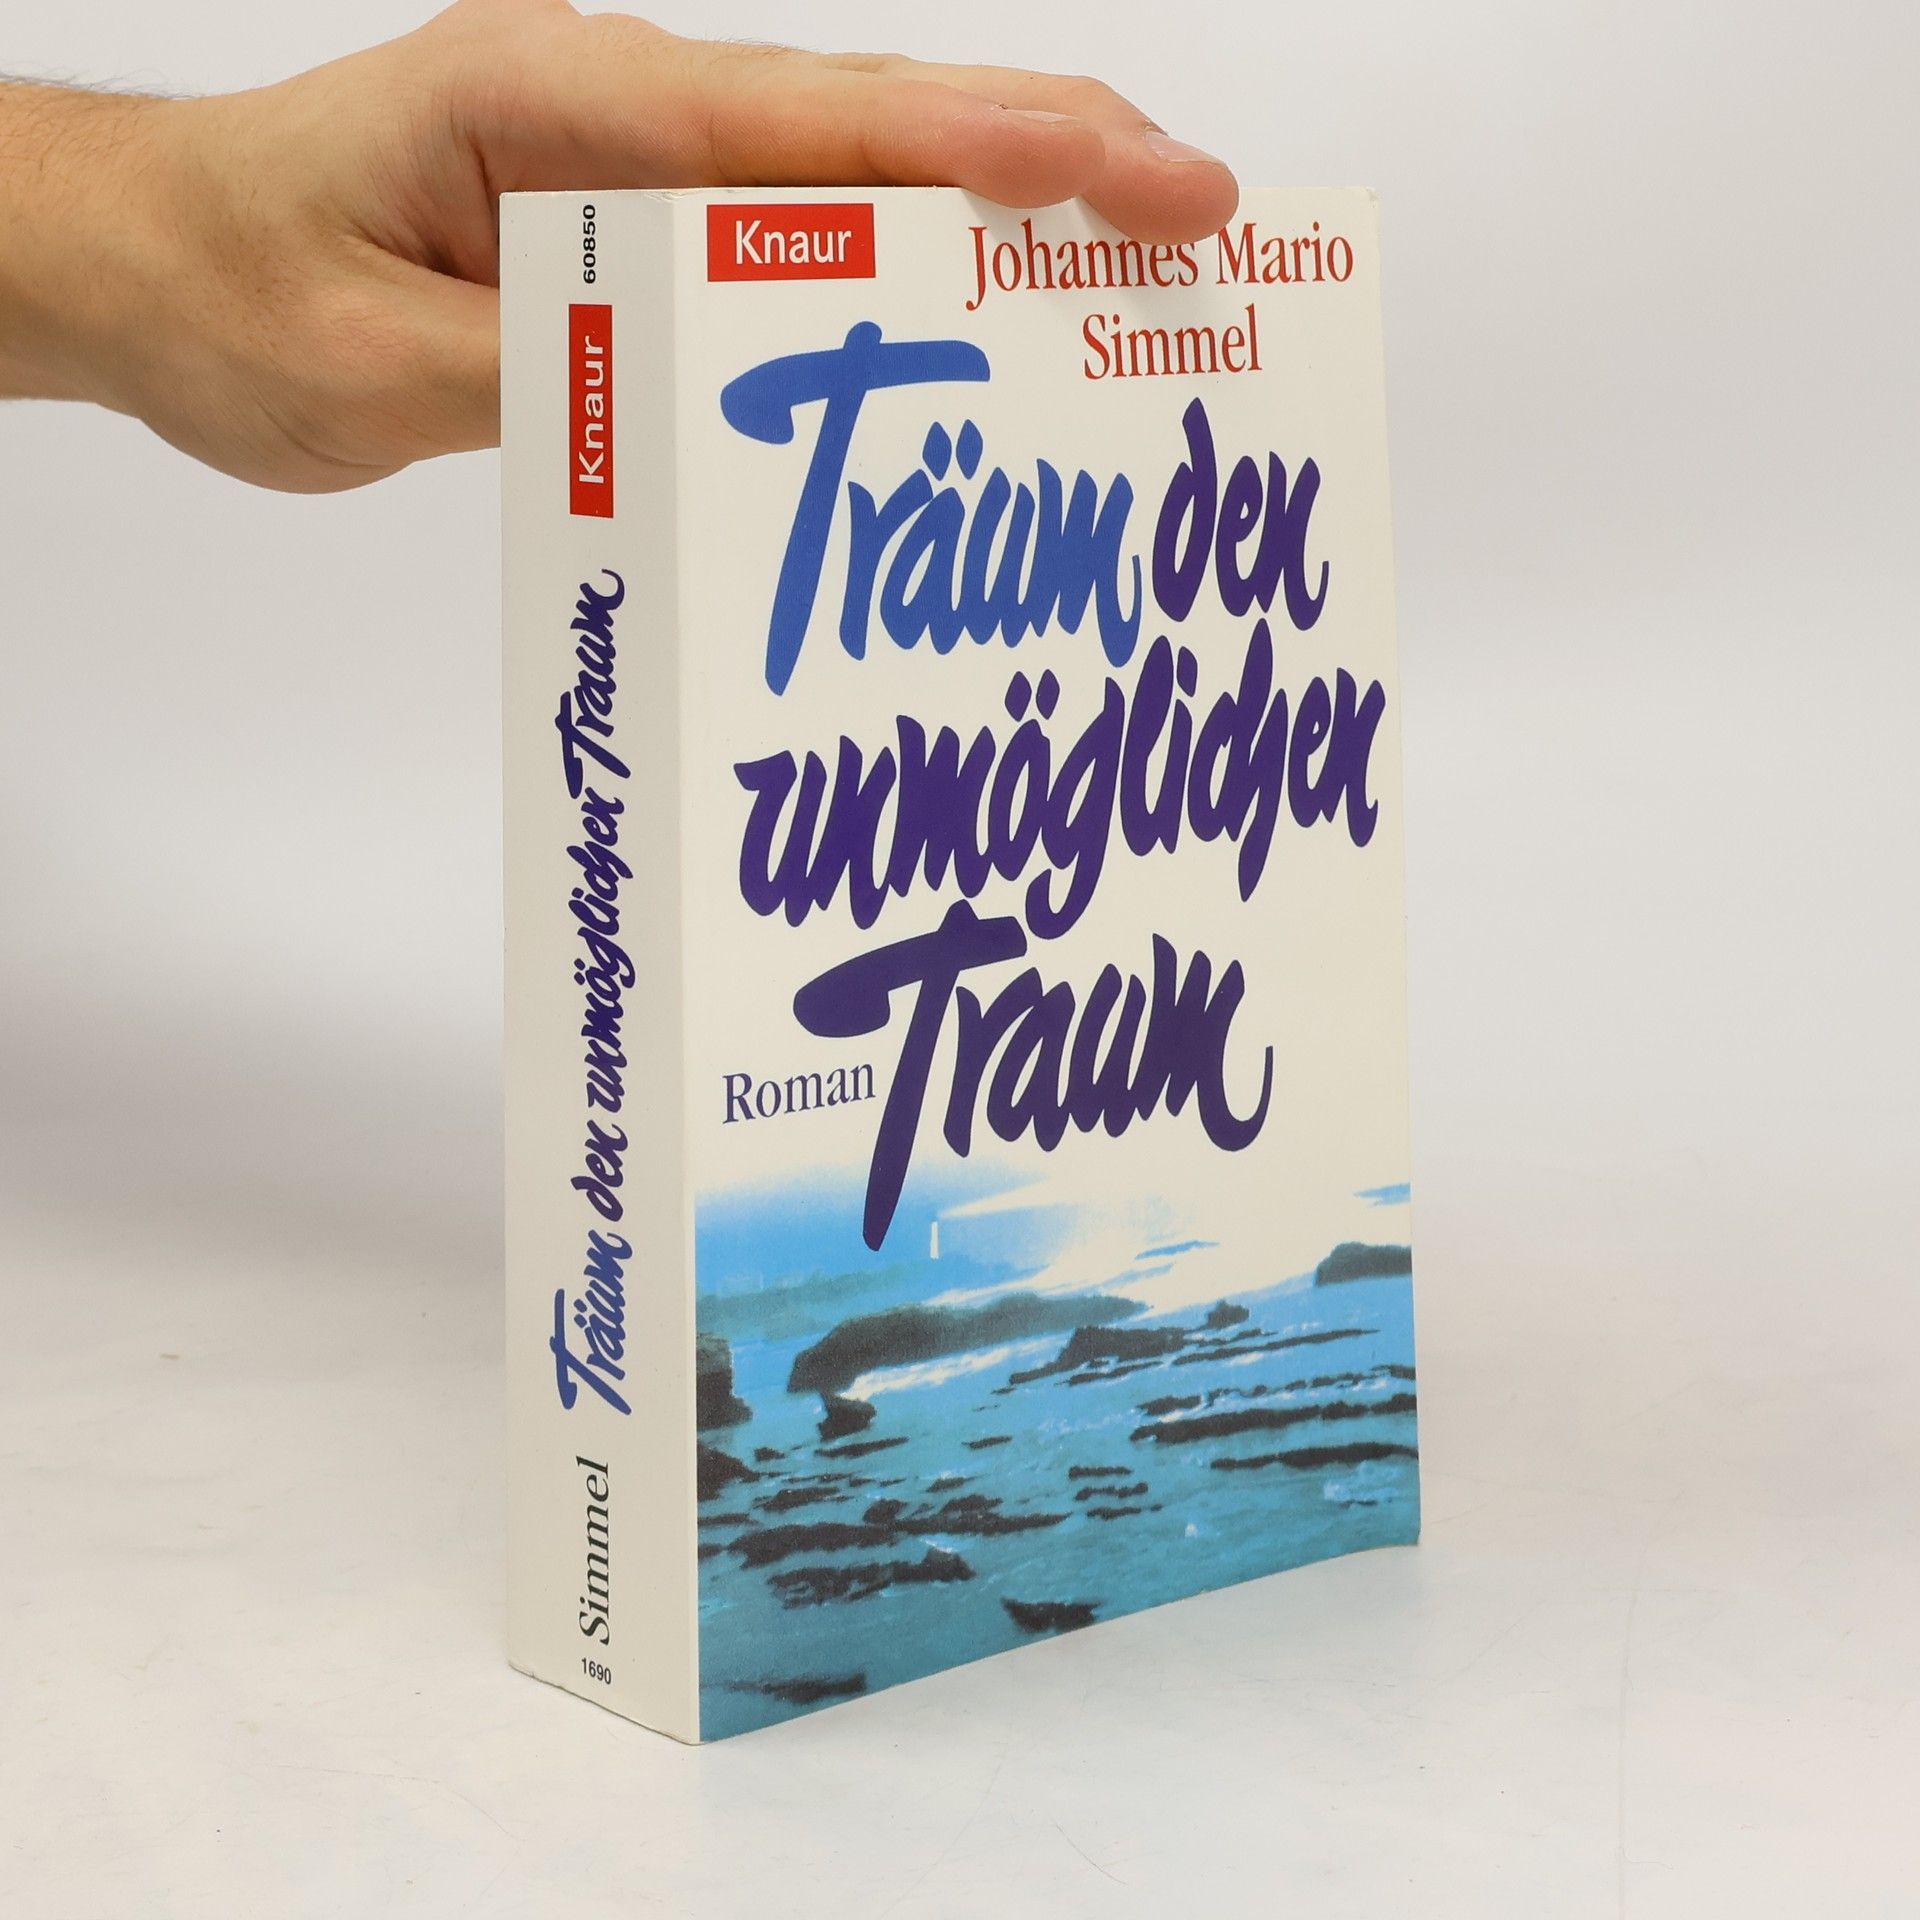 Knaur
Johannes Mario
Simmel
Träum den
unmöglichen
Traum
Roman
60850
Knaur
Träum den unmöglichen Traum
Simmel
1690